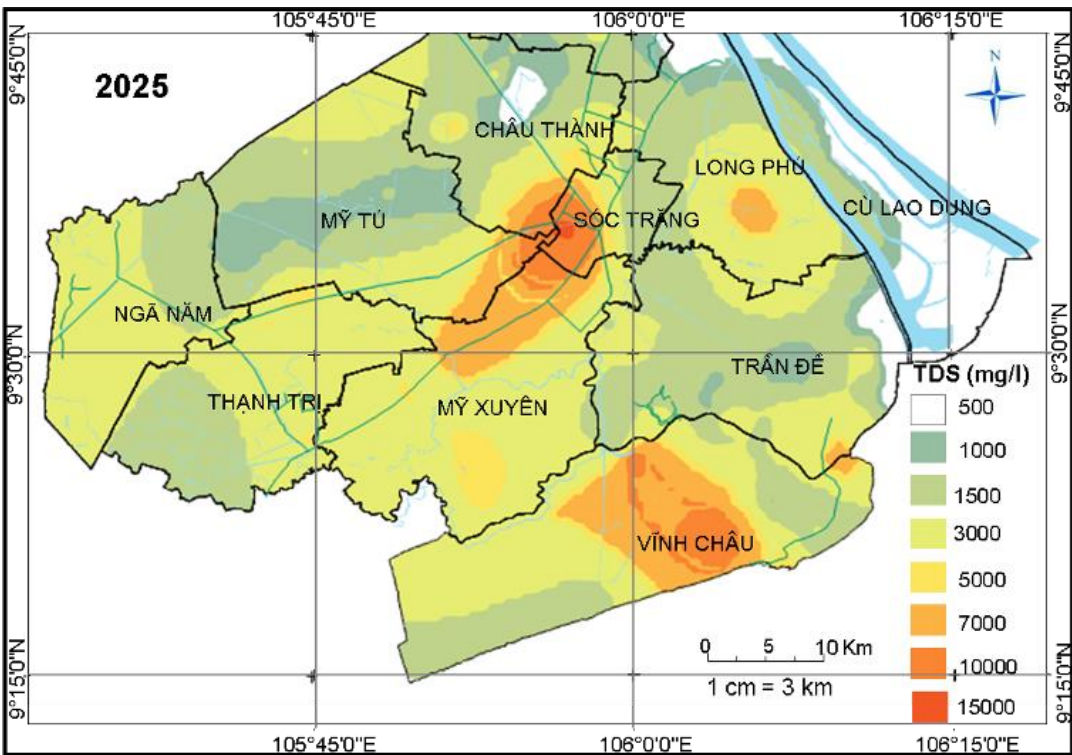 105°45'0"E 106°0'0"E 106°15'0"E
9°45'0"N 9°45'0"N
2025
N
CHÂU THÀNH
LONG PHÚ
MỸ TÚ
SÓC TRĂNG
CÙ LAO DUNG
NGÃ NĂM
9°30'0"N 9°30'0"N
TRẦN ĐỀ
THẠNH TRỊ
MỸ XUYÊN
VĨNH CHÂU
TDS (mg/l)
500
1000
1500
3000
5000
7000
10000
15000
0 5 10 Km
1 cm = 3 km
9°15'0"N 9°15'0"N
105°45'0"E 106°0'0"E 106°15'0"E